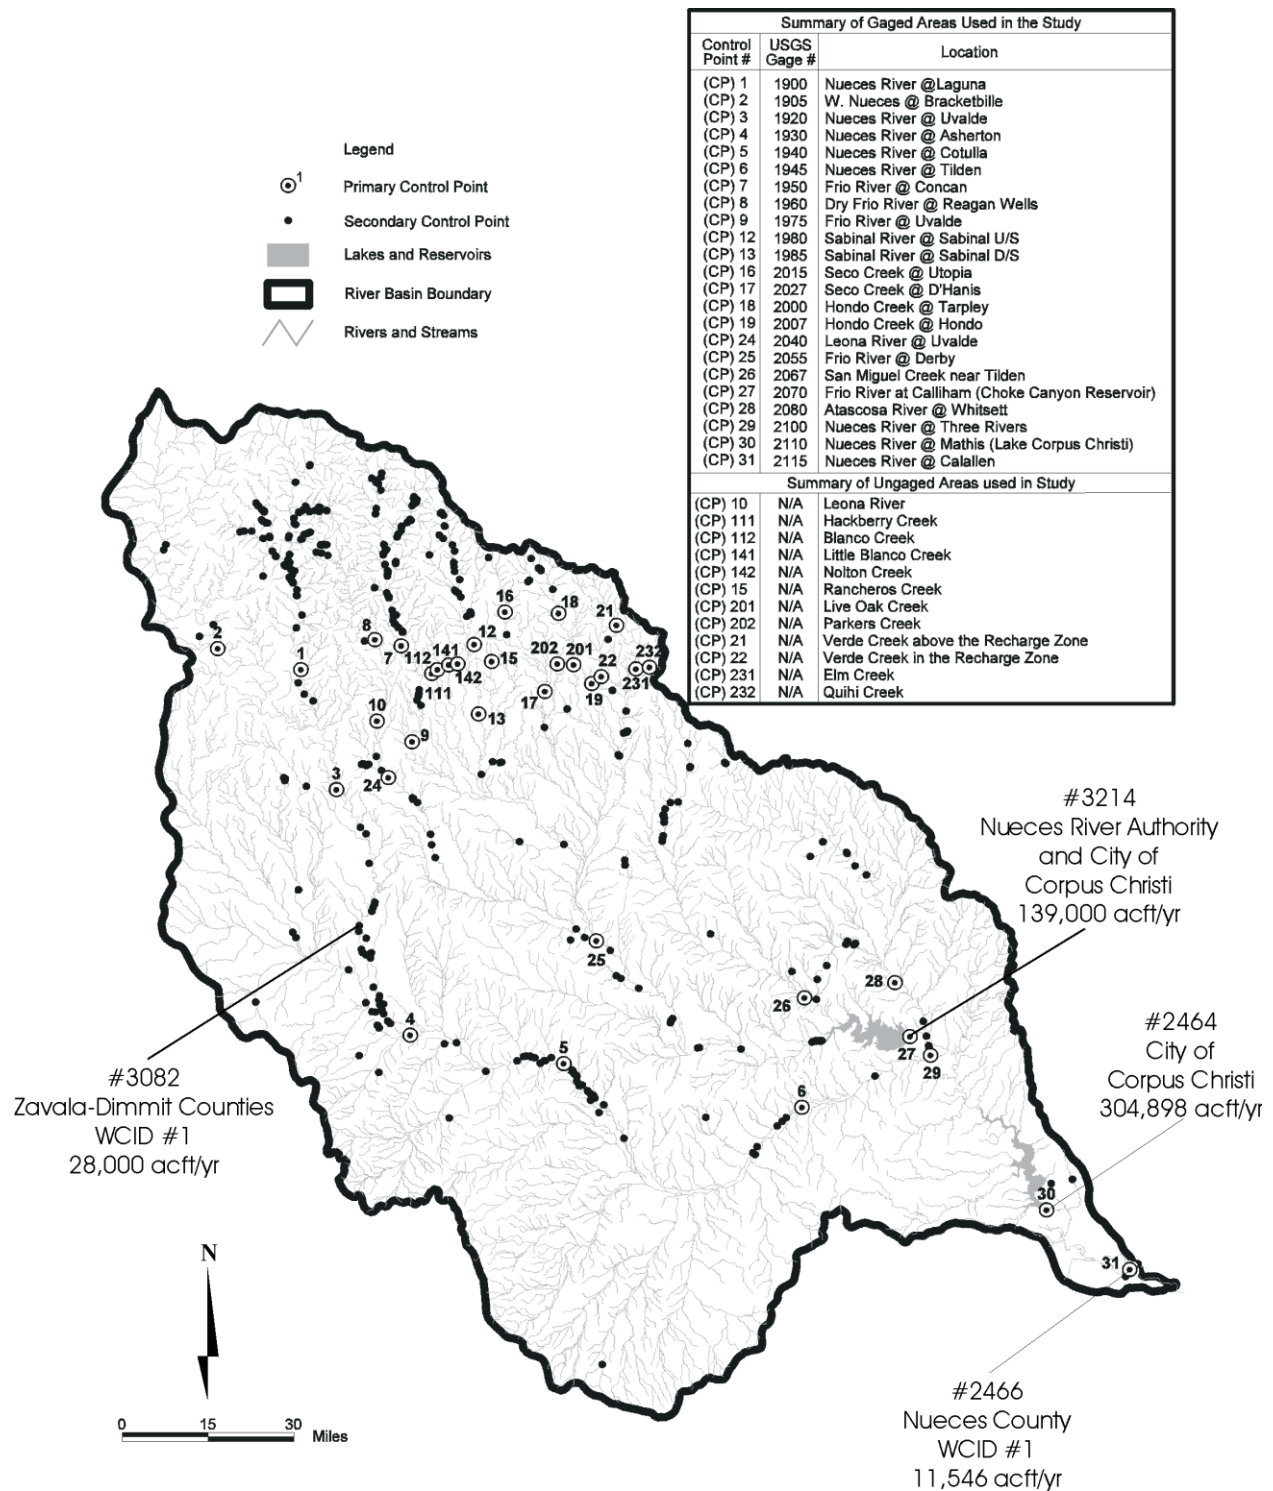 Summary of Gaged Areas Used in the Study
Control Point # USGS Gage # Location
(CP) 1 1900 Nueces River @Laguna
(CP) 2 1905 W. Nueces @ Bracketbille
(CP) 3 1920 Nueces River @ Uvalde
(CP) 4 1930 Nueces River @ Asherton
(CP) 5 1940 Nueces River @ Cotulla
(CP) 6 1945 Nueces River @ Tilden
(CP) 7 1950 Frio River @ Concan
(CP) 8 1960 Dry Frio River @ Reagan Wells
(CP) 9 1975 Frio River @ Uvalde
(CP) 12 1980 Sabinal River @ Sabinal U/S
(CP) 13 1985 Sabinal River @ Sabinal D/S
(CP) 16 2015 Seco Creek @ Utopia
(CP) 17 2027 Seco Creek @ D'Hanis
(CP) 18 2000 Hondo Creek @ Tarpley
(CP) 19 2007 Hondo Creek @ Hondo
(CP) 24 2040 Leona River @ Uvalde
(CP) 25 2055 Frio River @ Derby
(CP) 26 2067 San Miguel Creek near Tilden
(CP) 27 2070 Frio River at Calliham (Choke Canyon Reservoir)
(CP) 28 2080 Atascosa River @ Whitsett
(CP) 29 2100 Nueces River @ Three Rivers
(CP) 30 2110 Nueces River @ Mathis (Lake Corpus Christi)
(CP) 31 2115 Nueces River @ Calallen
Summary of Ungaged Areas used in Study
(CP) 10 N/A Leona River
(CP) 111 N/A Hackberry Creek
(CP) 112 N/A Blanco Creek
(CP) 141 N/A Little Blanco Creek
(CP) 142 N/A Nolton Creek
(CP) 15 N/A Rancheros Creek
(CP) 201 N/A Live Oak Creek
(CP) 202 N/A Parkers Creek
(CP) 21 N/A Verde Creek above the Recharge Zone
(CP) 22 N/A Verde Creek in the Recharge Zone
(CP) 231 N/A Elm Creek
(CP) 232 N/A Quihi Creek
Legend
1 Primary Control Point
Secondary Control Point
Lakes and Reservoirs
River Basin Boundary
Rivers and Streams
16
18
21
2
8
12
1
7
112
141
142
111
15
202
201
22
232
231
19
17
10
13
9
3
24
25
4
5
26
28
27
29
6
30
31
#3214
Nueces River Authority
and City of
Corpus Christi
139,000 acft/yr
#2464
City of
Corpus Christi
304,898 acft/yr
#3082
Zavala-Dimmit Counties
WCID #1
28,000 acft/yr
#2466
Nueces County
WCID #1
11,546 acft/yr
N
0 15 30
Miles